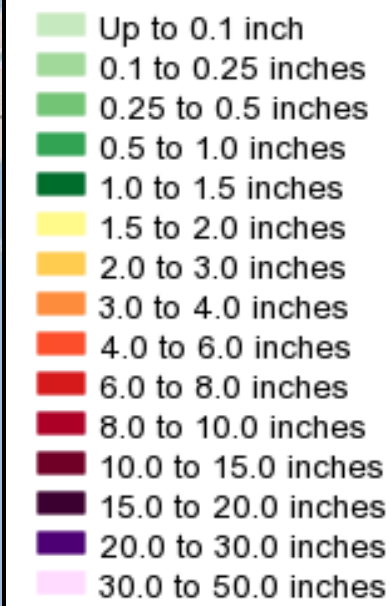 Up to 0.1 inch
0.1 to 0.25 inches
0.25 to 0.5 inches
0.5 to 1.0 inches
1.0 to 1.5 inches
1.5 to 2.0 inches
2.0 to 3.0 inches
3.0 to 4.0 inches
4.0 to 6.0 inches
6.0 to 8.0 inches
8.0 to 10.0 inches
10.0 to 15.0 inches
15.0 to 20.0 inches
20.0 to 30.0 inches
30.0 to 50.0 inches